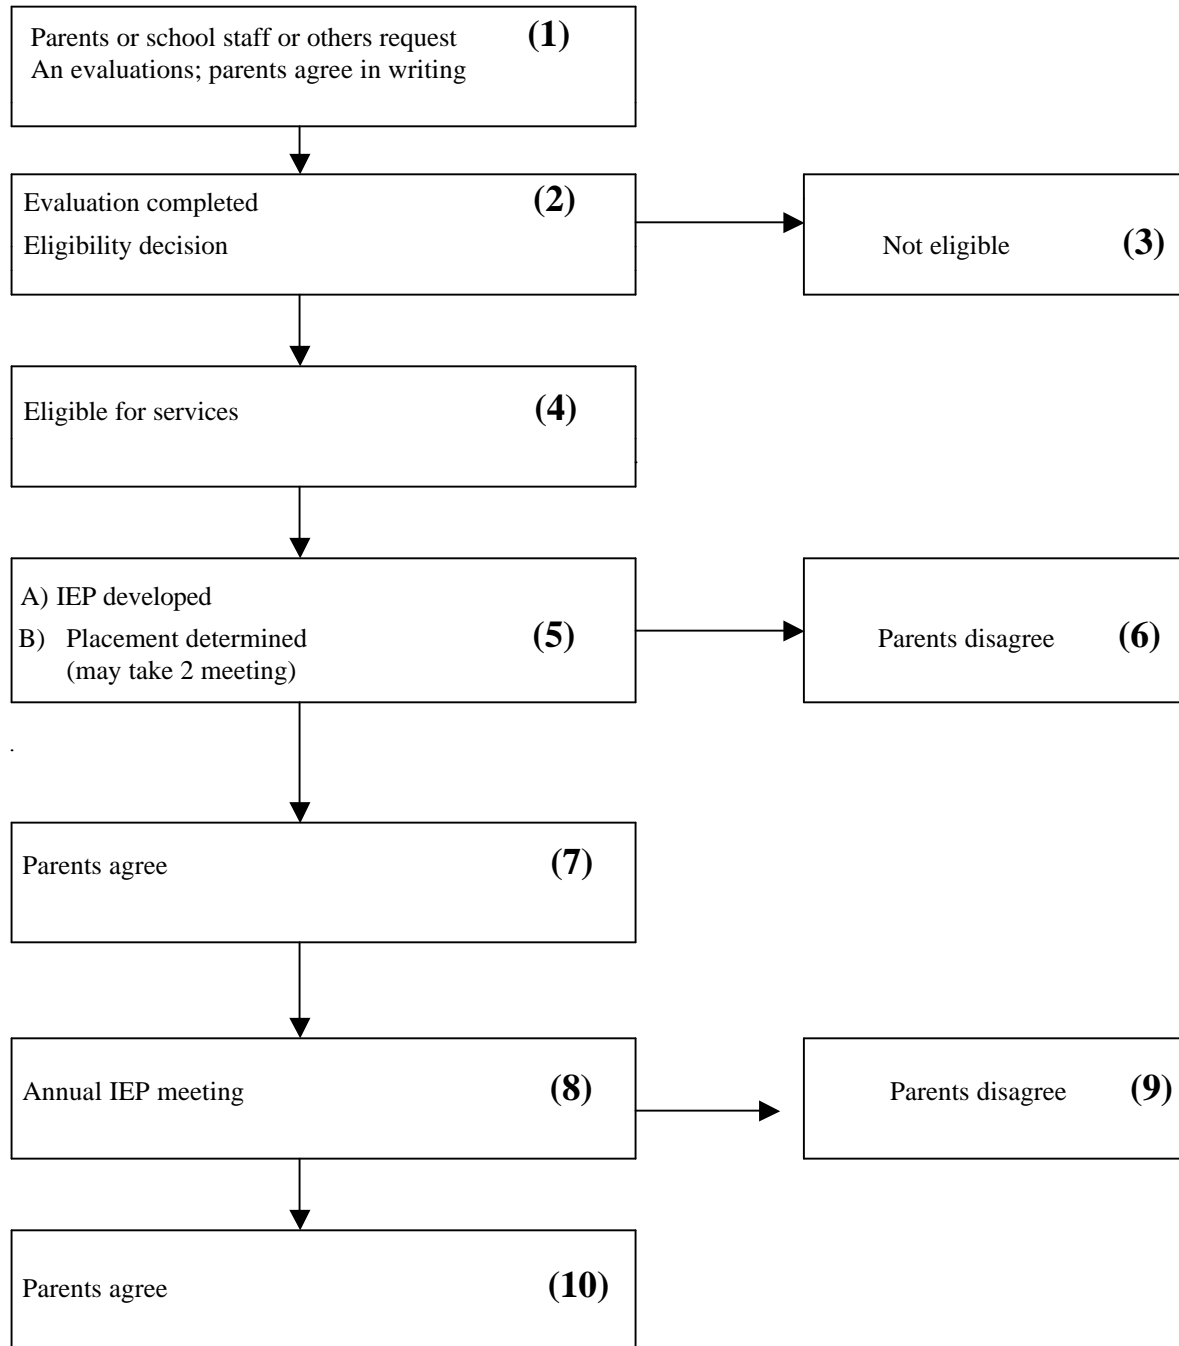 Parents or school staff or others request (1)
An evaluations; parents agree in writing
Evaluation completed (2)
Eligibility decision
Not eligible (3)
Eligible for services (4)
A) IEP developed
B) Placement determined (5)
(may take 2 meeting)
Parents disagree (6)
Parents agree (7)
Annual IEP meeting (8)
Parents disagree (9)
Parents agree (10)